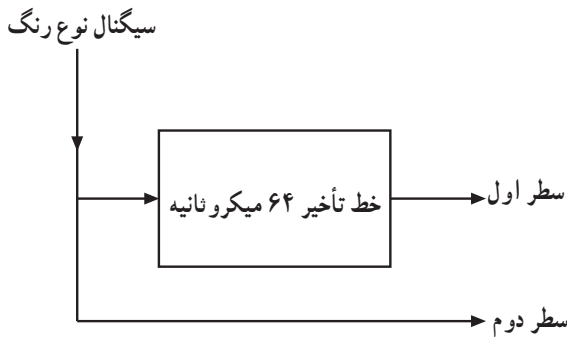 سیگنال نوع رنگ
خط تأخیر ۶۴ میکروثانیه
سطر اول
سطر دوم